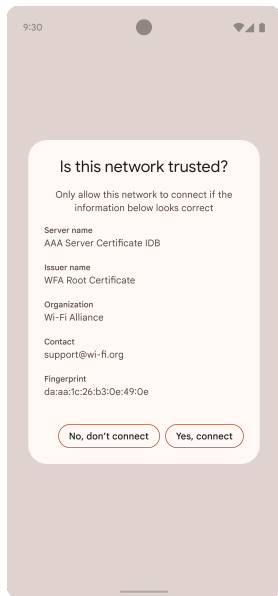 9:30
Is this network trusted?
Only allow this network to connect if the
information below looks correct
Server name
AAA Server Certificate IDB
Issuer name
WFA Root Certificate
Organization
Wi-Fi Alliance
Contact
support@wi-fi.org
Fingerprint
da:aa:1c:26:b3:0e:49:0e
No, don't connect
Yes, connect